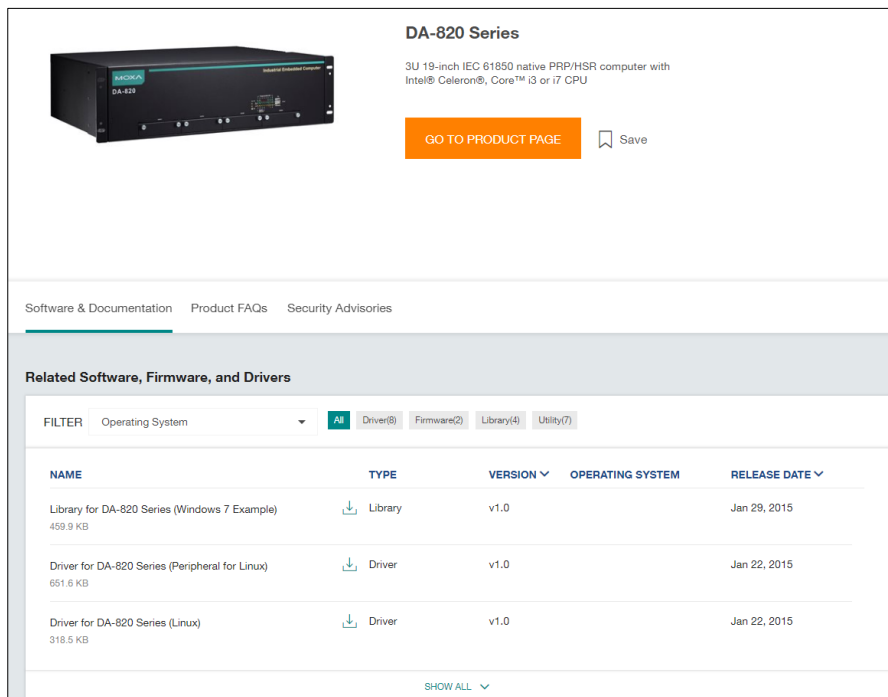 DA-820 Series
3U 19-inch IEC 61850 native PRP/HSR computer with
Intel® Celeron®, Core™ i3 or i7 CPU
MOXA
Industrial Embedded Computer
DA-820
GO TO PRODUCT PAGE
Save
Software & Documentation Product FAQs Security Advisories
Related Software, Firmware, and Drivers
FILTER Operating System All Driver(8) Firmware(2) Library(4) Utility(7)
NAME TYPE VERSION OPERATING SYSTEM RELEASE DATE
Library for DA-820 Series (Windows 7 Example) Library v1.0 Jan 29, 2015
459.9 KB
Driver for DA-820 Series (Peripheral for Linux) Driver v1.0 Jan 22, 2015
651.6 KB
Driver for DA-820 Series (Linux) Driver v1.0 Jan 22, 2015
318.5 KB
SHOW ALL